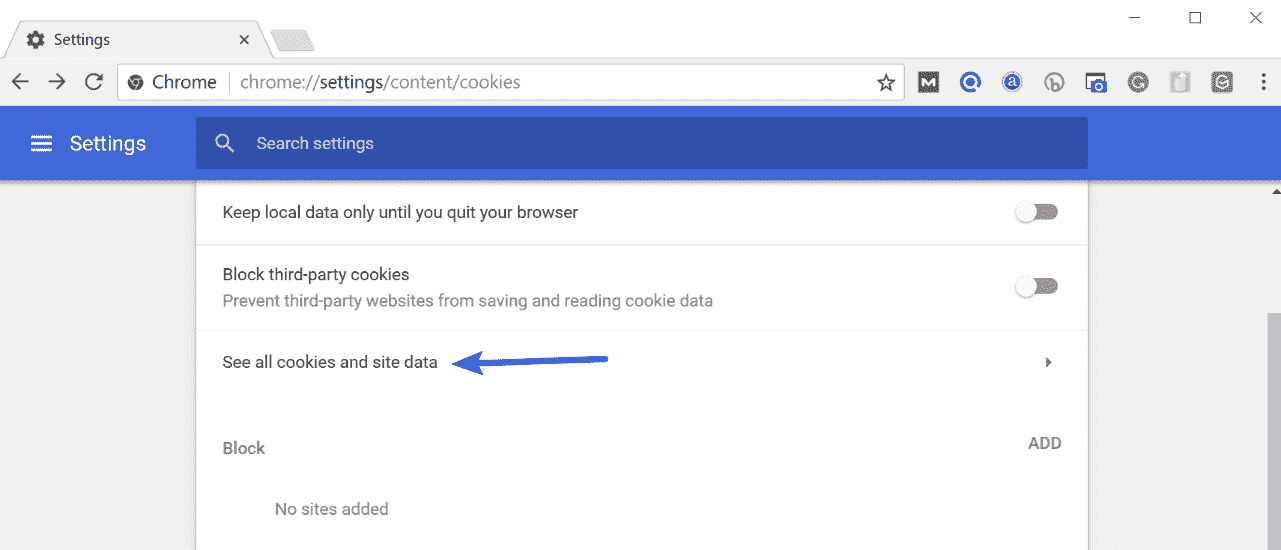 Settings
Chrome chrome://settings/content/cookies
Settings
Search settings
Keep local data only until you quit your browser
Block third-party cookies
Prevent third-party websites from saving and reading cookie data
See all cookies and site data
Block
ADD
No sites added